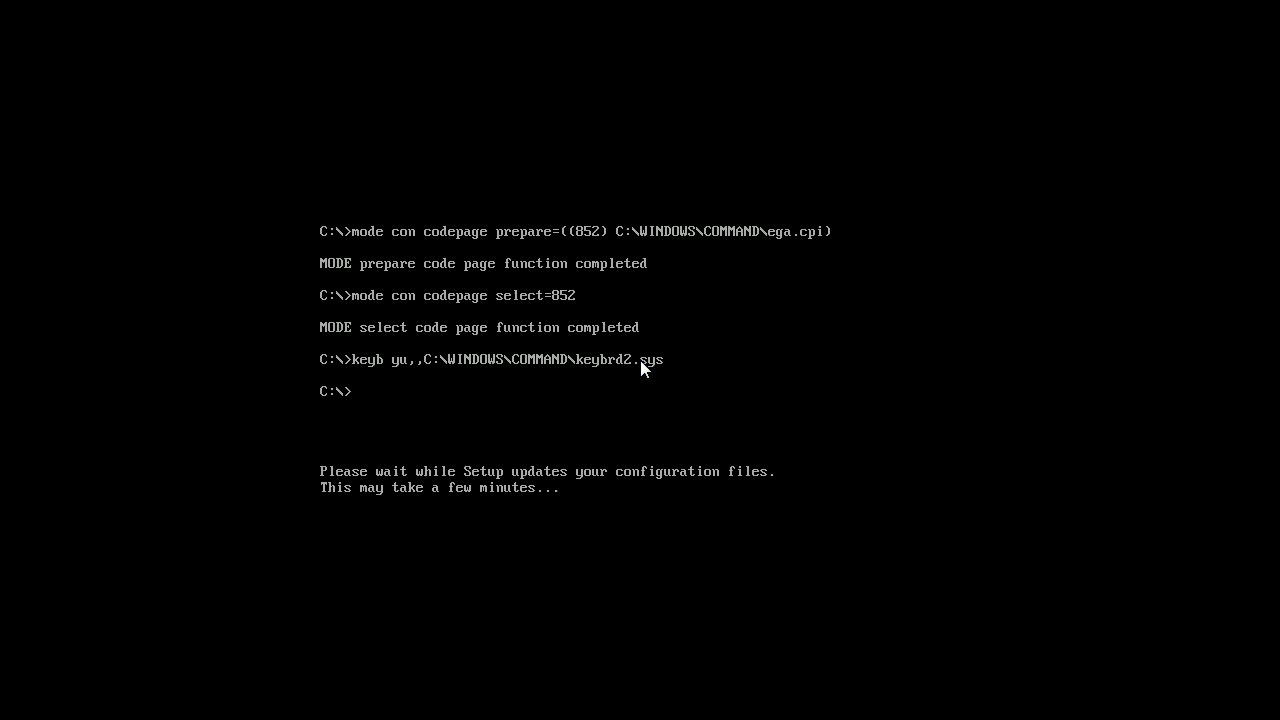 C:\>mode con codepage prepare=((852) C:\WINDOWS\COMMAND\ega.cpi)
MODE prepare code page function completed
C:\>mode con codepage select=852
MODE select code page function completed
C:\>keyb yu,,C:\WINDOWS\COMMAND\keybrd2.sys
C:\>
Please wait while Setup updates your configuration files.
This may take a few minutes...